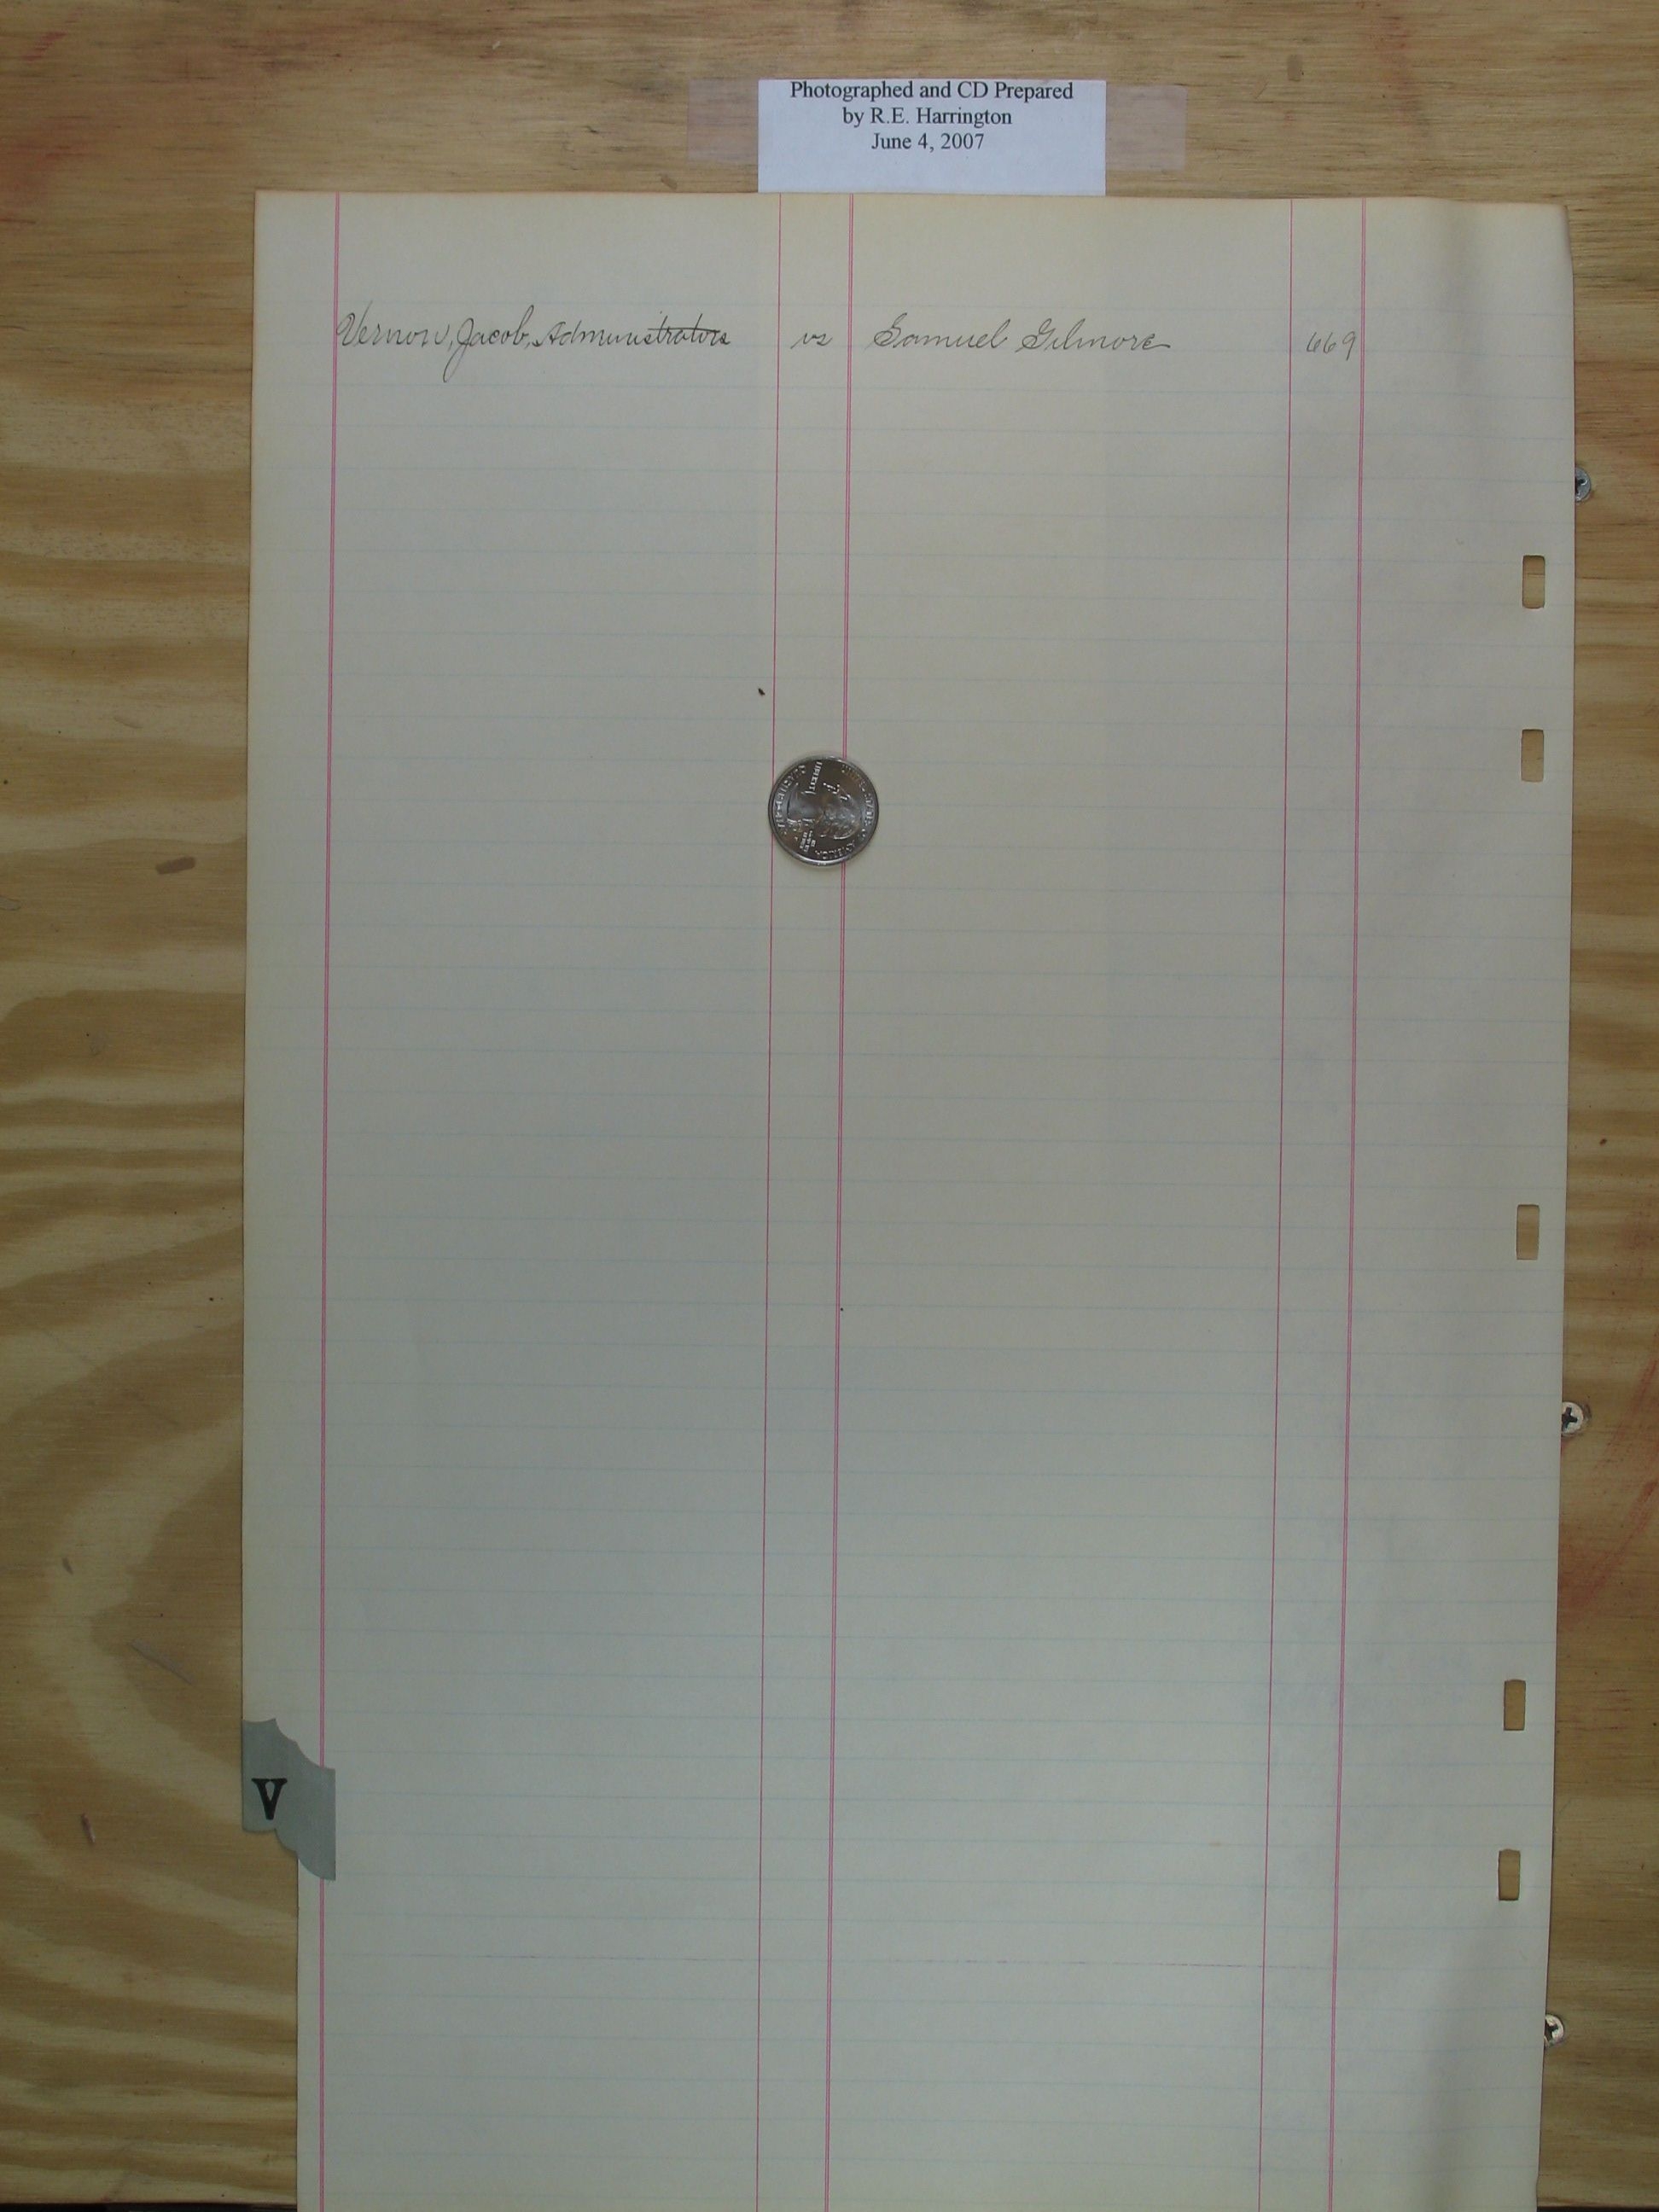 Photographed and CD Prepared
by R.E. Harrington
June 4, 2007
Vernon, Jacob, Administrators vs Samuel Gilmore 669
V